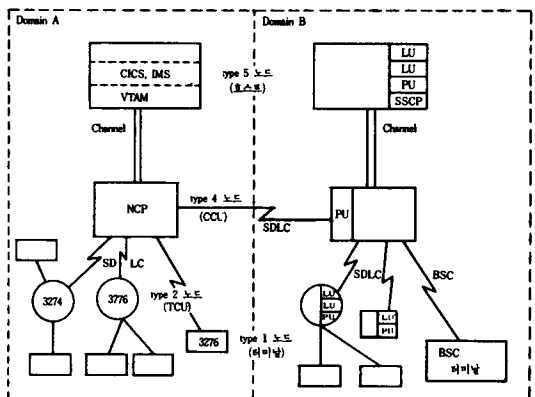 Domain A
Domain B
CICS, IMS
VTAM
type 5 노드
(호스트)
LU
LU
PU
SSCP
Channel
Channel
NCP
type 4 노드
(CCU)
SDLC
PU
SD LC
3274
3776
type 2 노드
(TCU)
3276
SDLC
BSC
LU
LU
PU
LU
PU
type 1 노드
(터미날)
BSC
터미날